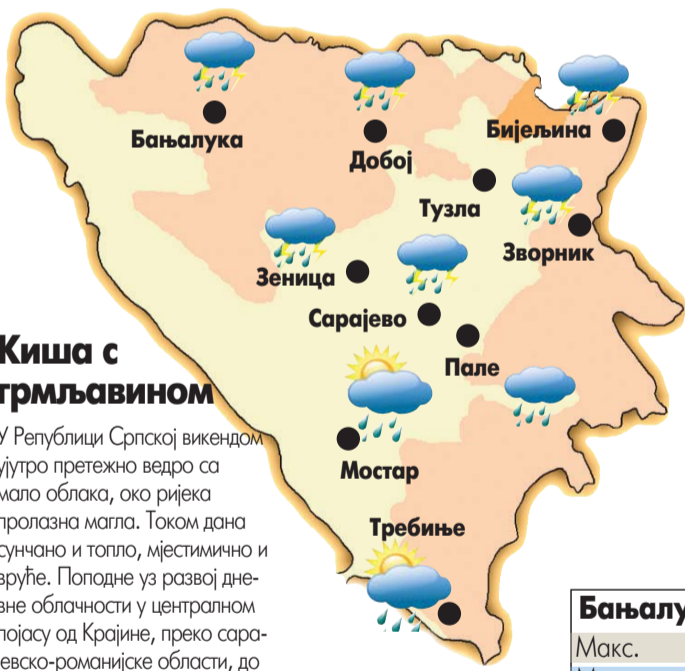 Бањалука
Добој
Бијељина
Тузла
Зворник
Зеница
Сарајево
Пале
Мостар
Требиње
Киша с
грмљавином
У Републици Српској викендом
ујутро претежно ведро са
мало облака, око ријека
пролазна магла. Током дана
сунчано и топло, мјестимично и
вруће. Поподне уз развој дне-
вне облачности у централном
појасу од Крајине, преко сара-
евско-романијске области, до
Бањалу
Макс.